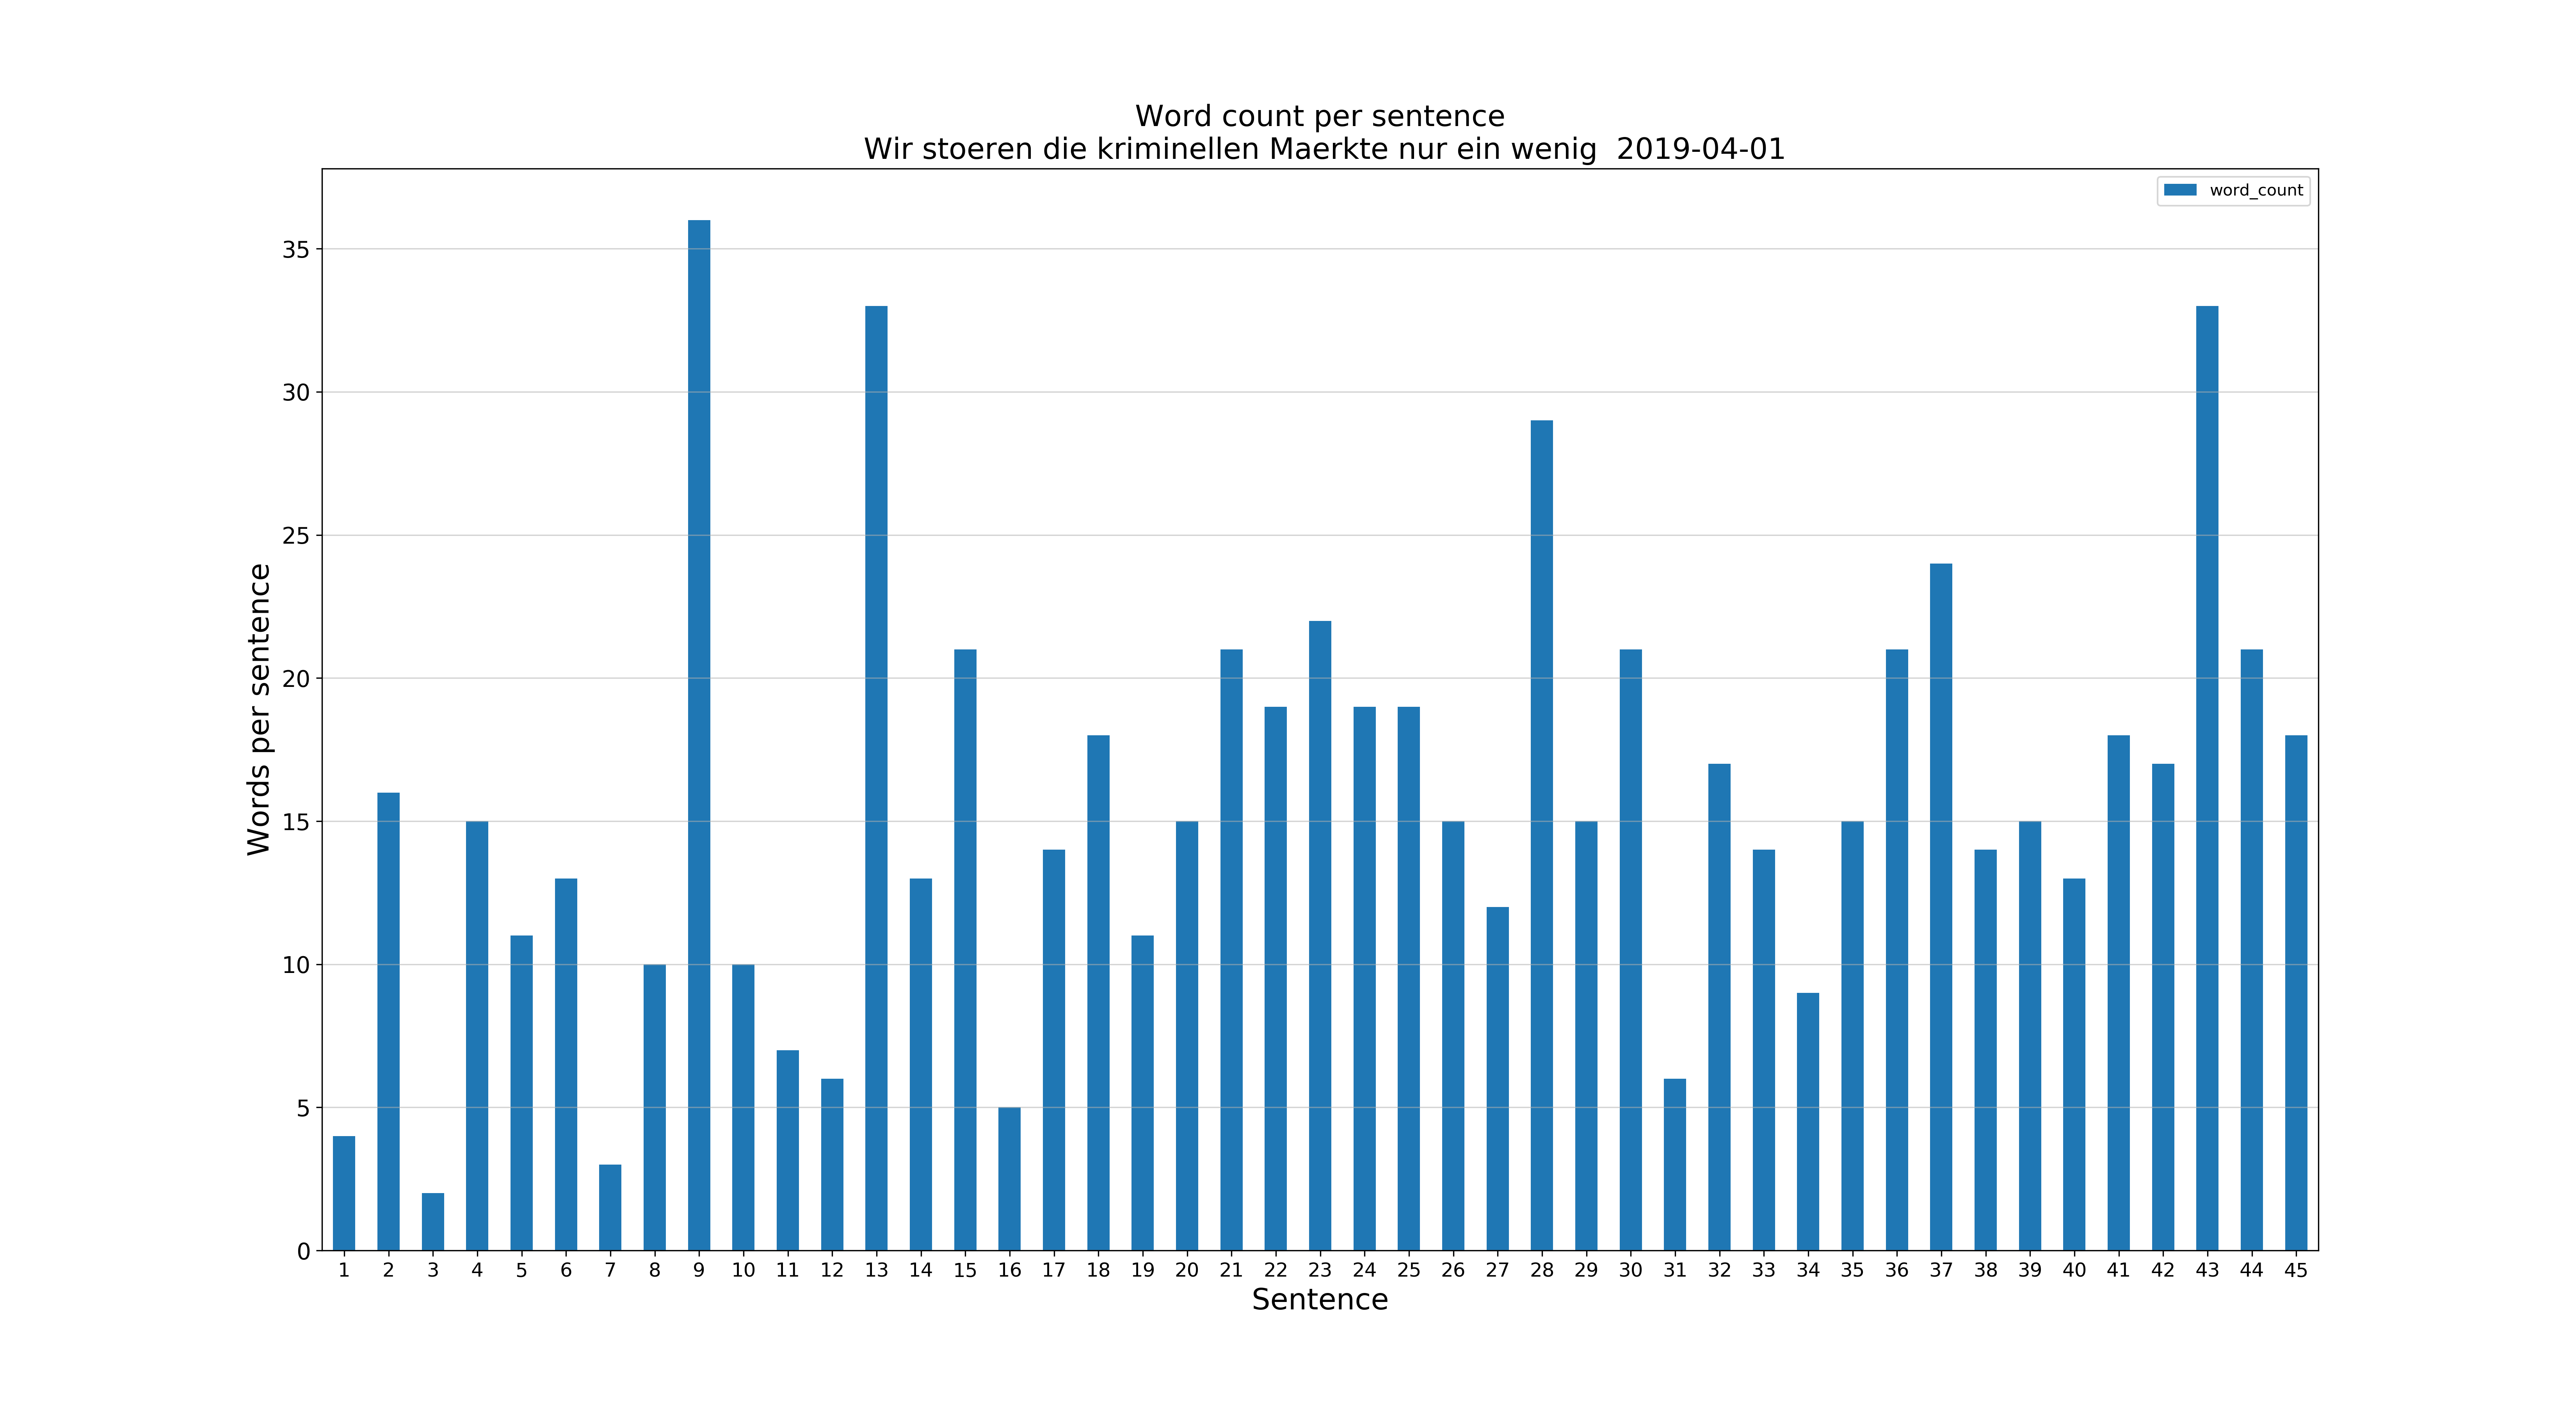 Word count per sentence
Wir stoeren die kriminellen Maerkte nur ein wenig  2019-04-01
word_count
35
30
25
20
15
10
5
0
Words per sentence
1 2 3 4 5 6 7 8 9 10 11 12 13 14 15 16 17 18 19 20 21 22 23 24 25 26 27 28 29 30 31 32 33 34 35 36 37 38 39 40 41 42 43 44 45
Sentence